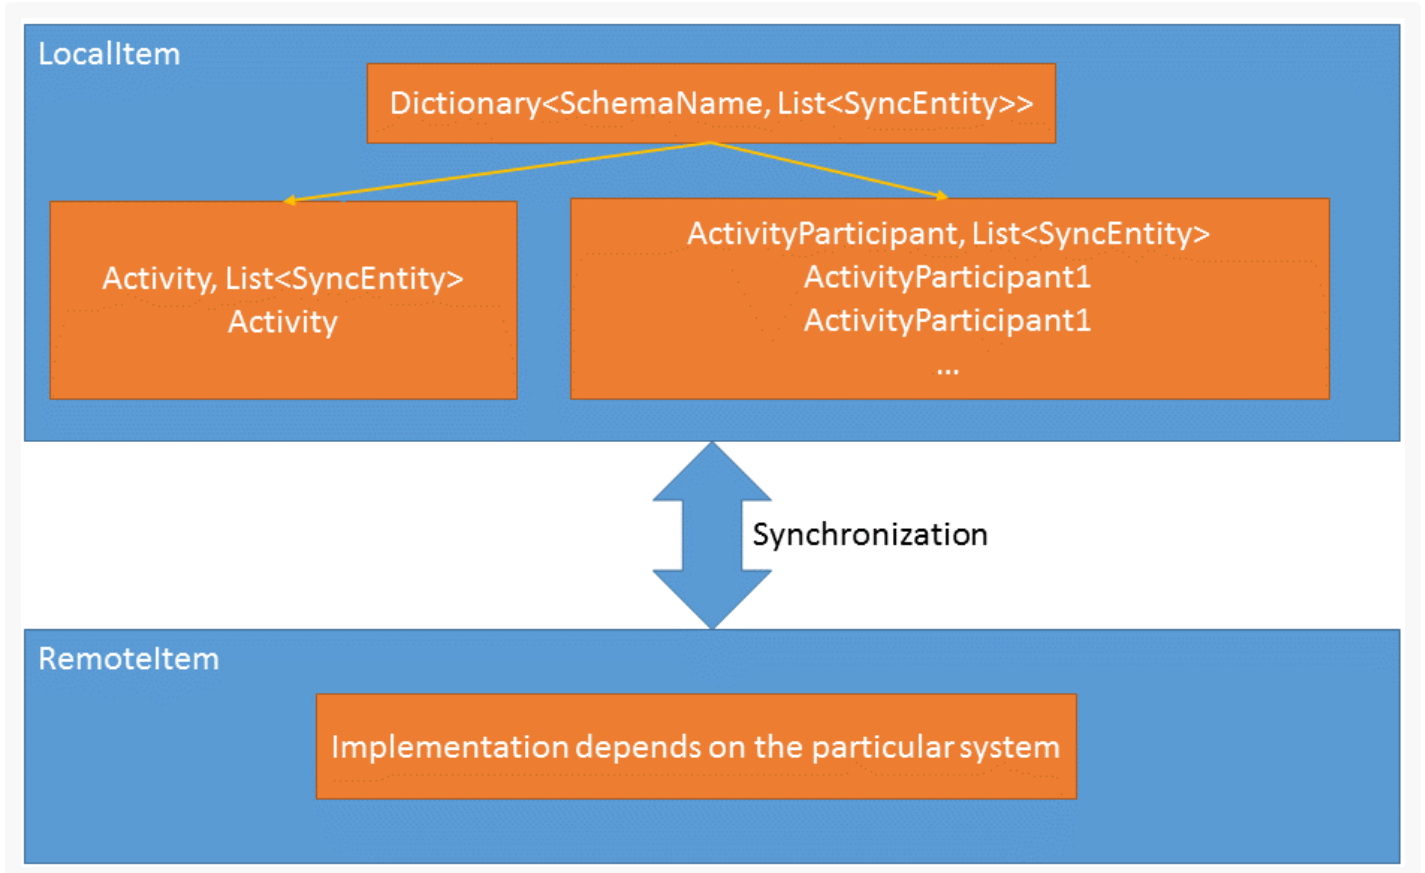 LocalItem
Dictionary<SchemaName, List<SyncEntity>>
Activity, List<SyncEntity>
Activity
ActivityParticipant, List<SyncEntity>
ActivityParticipant1
ActivityParticipant1
...
Synchronization
RemoteItem
Implementation depends on the particular system